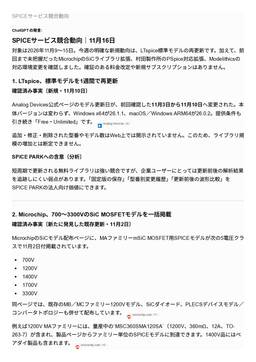 SPICEサービス競合動向
ChatGPTの発言:
SPICEサービス競合動向｜11月16日
対象は2026年11月9〜15日。今週の明確な新規動向は、LTspice標準モデルの再更新です。加えて、前
回まで未把握だったMicrochipのSiCライブラリ拡張、村田製作所のPSpice対応拡張、Modelithicsの
対応環境変更を確認しました。確認のある料金改定や新規サブスクリプションはありません。
1. LTspice、標準モデルを1週間で再更新
確認済み事実（新規・11月10日）
Analog Devices公式ページのモデル更新日が、前回確認した11月3日から11月10日へ変更された。本
体バージョンは変わらず、Windows x64が26.1.1、macOS／Windows ARM64が26.0.2。提供条件も
引き続き「Free・Unlimited」です。
追加・修正・削除された型番やモデル数はWeb上では開示されていません。このため、ライブラリ規
模の増加とは断定できません。
SPICE PARKへの含意（分析）
短周期で更新される無料ライブラリは強い競合ですが、企業ユーザーにとっては更新前後の解析結果
を追跡しにくい弱点があります。「固定版の保存」「型番別変更履歴」「更新前後の波形比較」を
SPICE PARKの法人向け価値にできます。
2. Microchip、700〜3300VのSiC MOSFETモデルを一括掲載
確認済み事実（新たに発見した既存更新・11月2日）
MicrochipのSiCモデル配布ページに、MAファミリーmSiC MOSFET用SPICEモデルが次の5電圧クラ
スで11月2日付掲載されています。
• 700V
• 1200V
• 1400V
• 1700V
• 3300V
同ページでは、既存のMB／MCファミリー1200Vモデル、SiCダイオード、PLECSデバイスモデル／
コンバータトポロジーも併せて配布しています。
例えば1200V MAファミリーには、量産中の MSC360SMA120SA （1200V、360mΩ、12A、TO-
263-7）が含まれ、製品ページからファミリー単位のSPICEモデルに到達できます。1400V品にはベ
アダイ製品も含まれます。